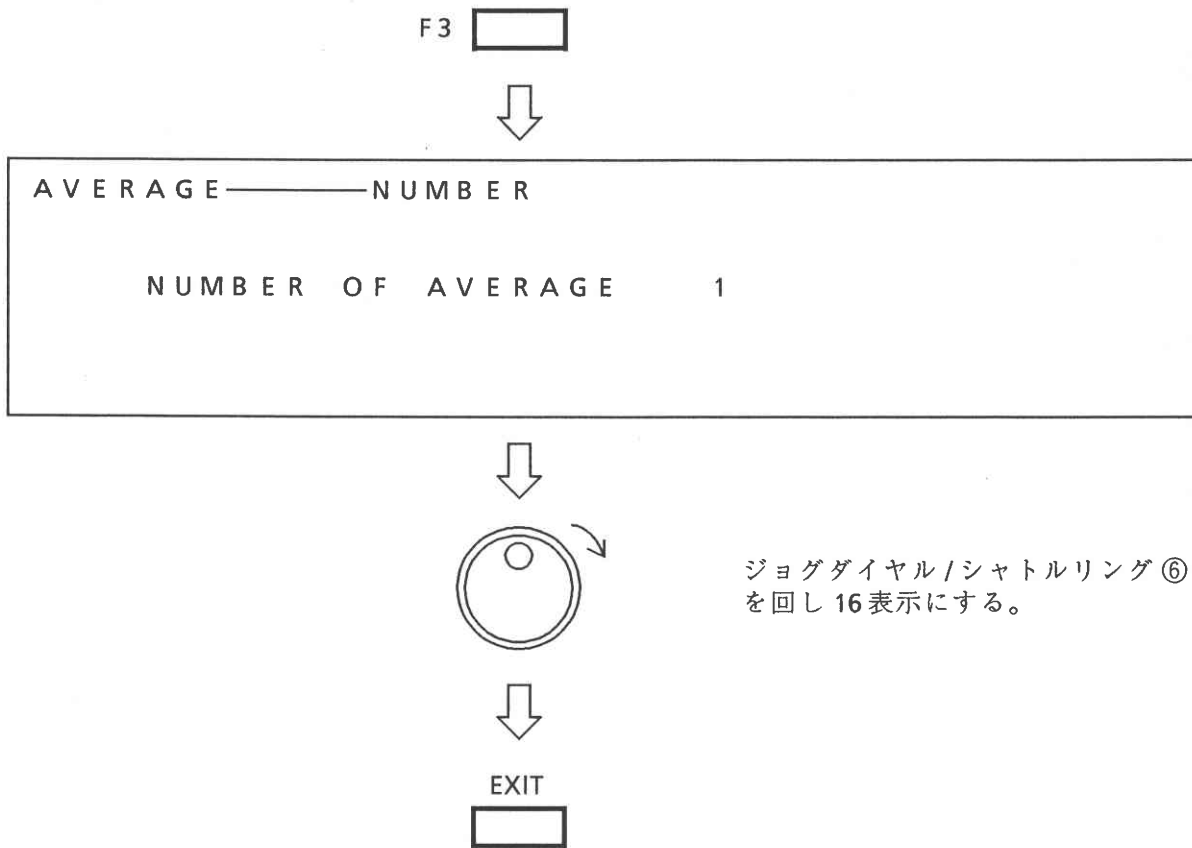 F3
AVERAGE————NUMBER
NUMBER OF AVERAGE 1
ジョグダイヤル/シャトルリング⑥
を回し16表示にする。
EXIT